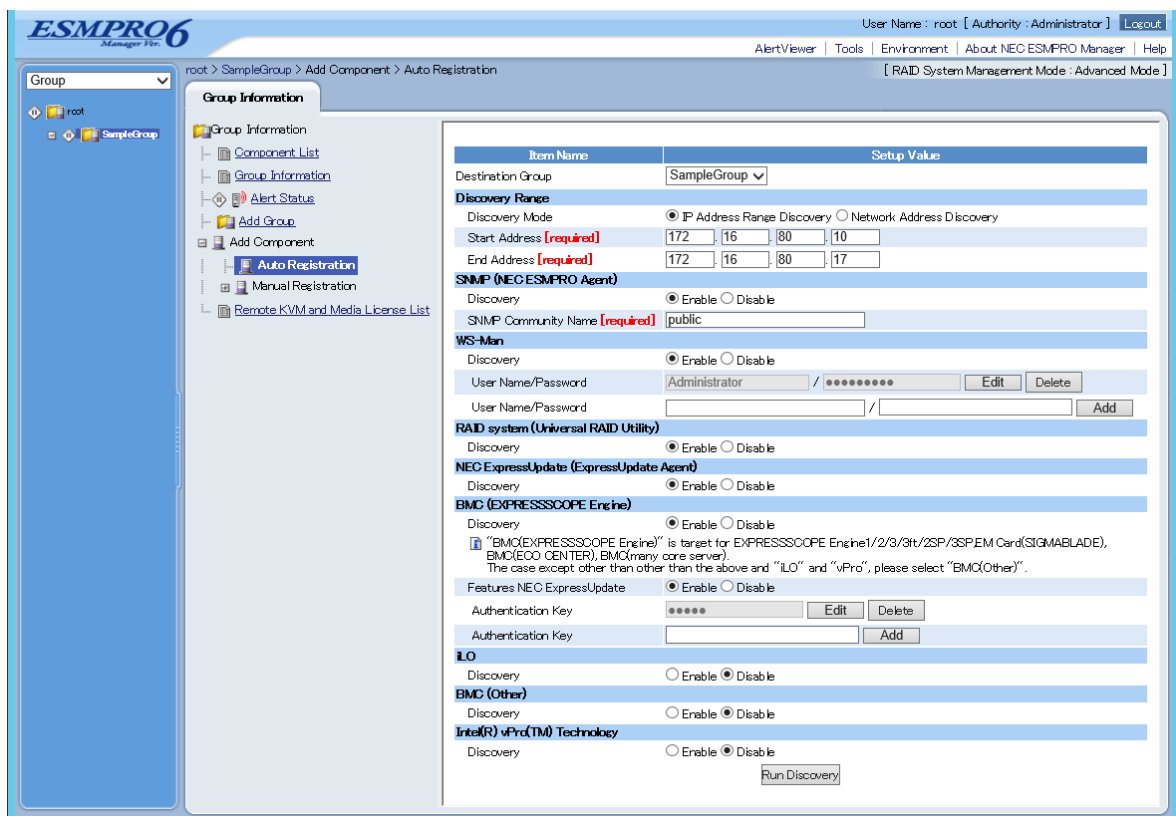 ESMPRO6
Manager Ver.
User Name : root [ Authority : Administrator ] Logout
AlertViewer | Tools | Environment | About NEC ESMPRO Manager | Help
Group
root > SampleGroup > Add Component > Auto Registration
[ RAID System Management Mode : Advanced Mode ]
Group Information
root
SampleGroup
Group Information
Component List
Group Information
Alert Status
Add Group
Add Component
Auto Registration
Manual Registration
Remote KVM and Media License List
Item Name Setup Value
Destination Group SampleGroup
Discovery Range
Discovery Mode IP Address Range Discovery Network Address Discovery
Start Address [required] 172 . 16 . 80 . 10
End Address [required] 172 . 16 . 80 . 17
SNMP (NEC ESMPRO Agent)
Discovery Enable Disable
SNMP Community Name [required] public
WS-Man
Discovery Enable Disable
User Name/Password Administrator / ●●●●●●●●● Edit Delete
User Name/Password / Add
RAID system (Universal RAID Utility)
Discovery Enable Disable
NEC ExpressUpdate (ExpressUpdate Agent)
Discovery Enable Disable
BMC (EXPRESSSCOPE Engine)
Discovery Enable Disable
"BMC(EXPRESSSCOPE Engine)" is target for EXPRESSSCOPE Engine1/2/3/3ft/2SP/3SP,EM Card(SIGMABLADE),
BMC(ECO CENTER), BMC(many core server).
The case except other than other than the above and "iLO" and "vPro", please select "BMC(Other)".
Features NEC ExpressUpdate Enable Disable
Authentication Key ●●●●● Edit Delete
Authentication Key Add
iLO
Discovery Enable Disable
BMC (Other)
Discovery Enable Disable
Intel(R) vPro(TM) Technology
Discovery Enable Disable
Run Discovery